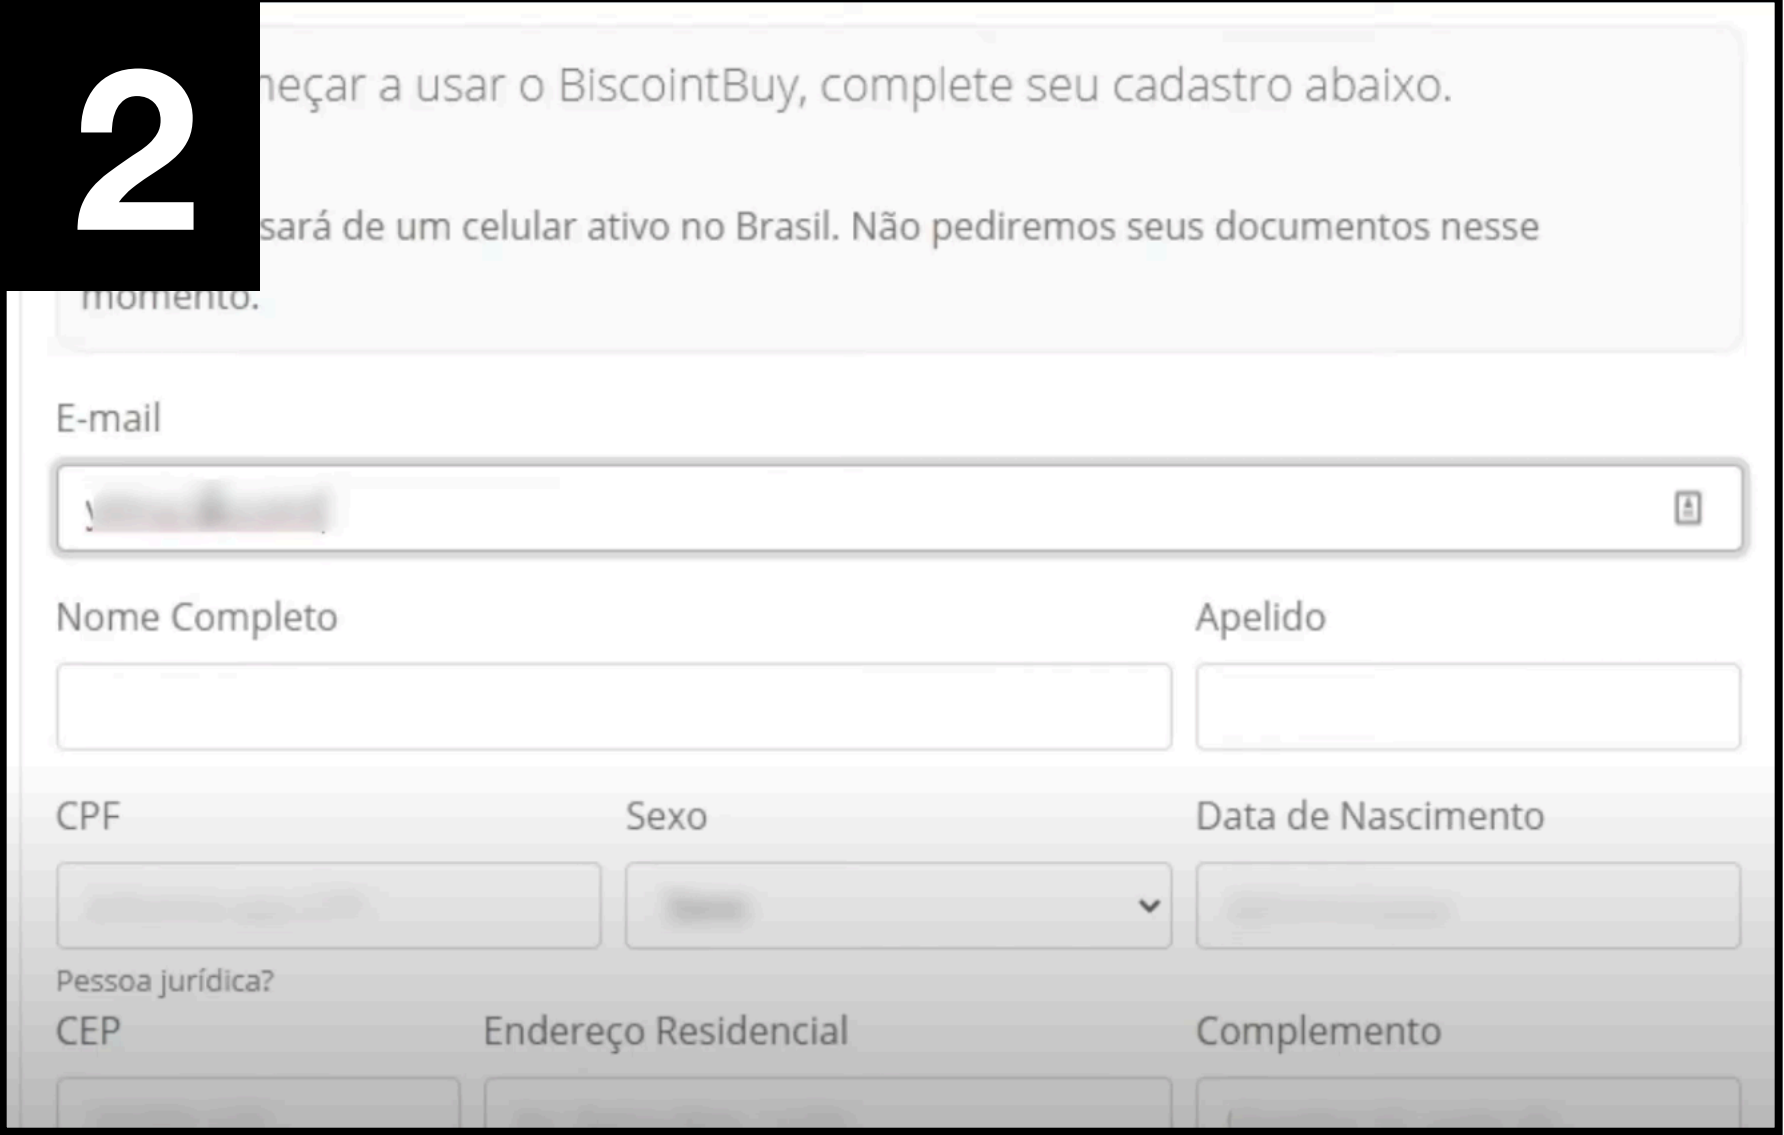 2
meçar a usar o BiscointBuy, complete seu cadastro abaixo.
sará de um celular ativo no Brasil. Não pediremos seus documentos nesse
momento.
E-mail
Nome Completo Apelido
CPF Sexo Data de Nascimento
Pessoa jurídica?
CEP Endereço Residencial Complemento